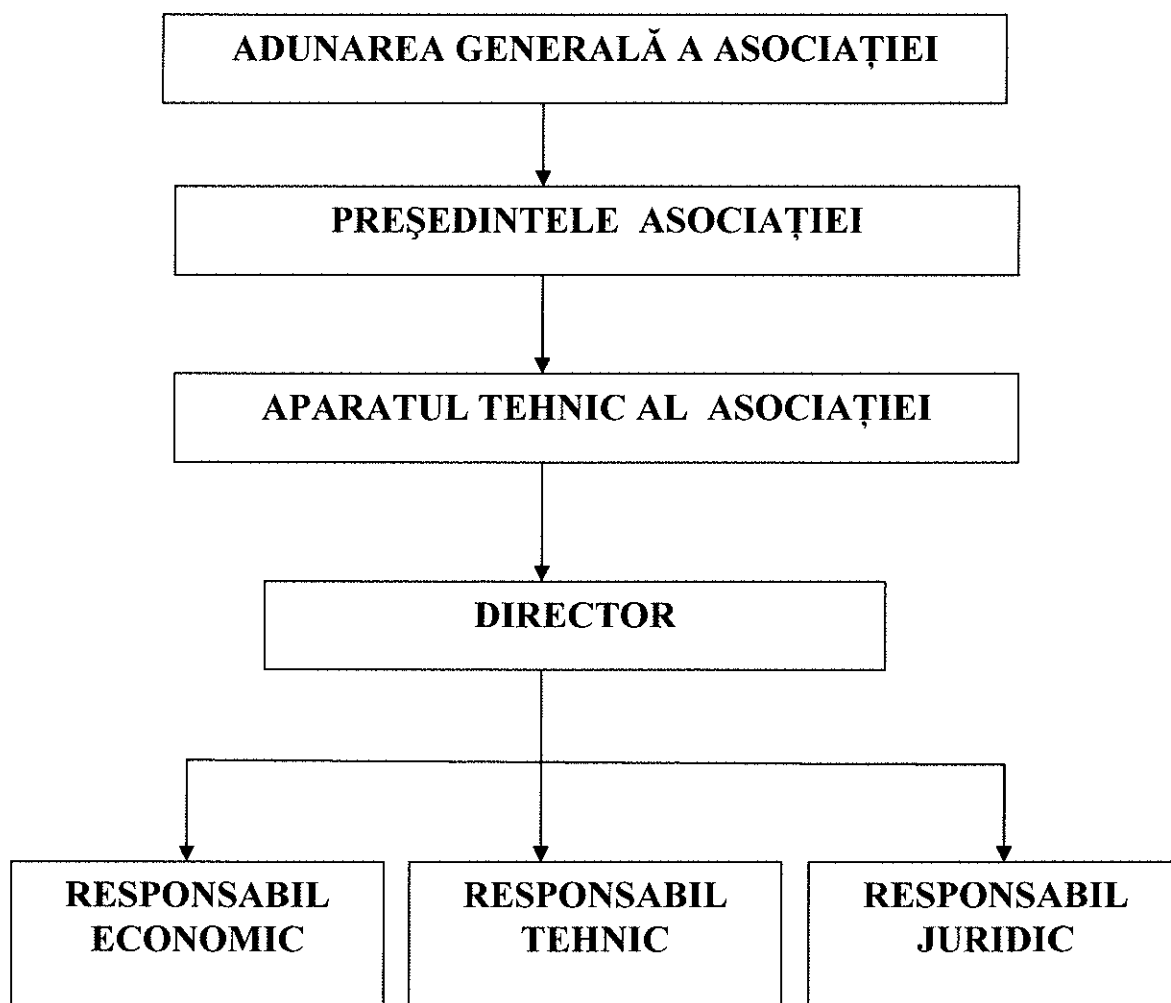 ADUNAREA GENERALĂ A ASOCIAȚIEI
PREŞEDINTELE ASOCIAȚIEI
APARATUL TEHNIC AL ASOCIAȚIEI
DIRECTOR
RESPONSABIL
ECONOMIC
RESPONSABIL
TEHNIC
RESPONSABIL
JURIDIC